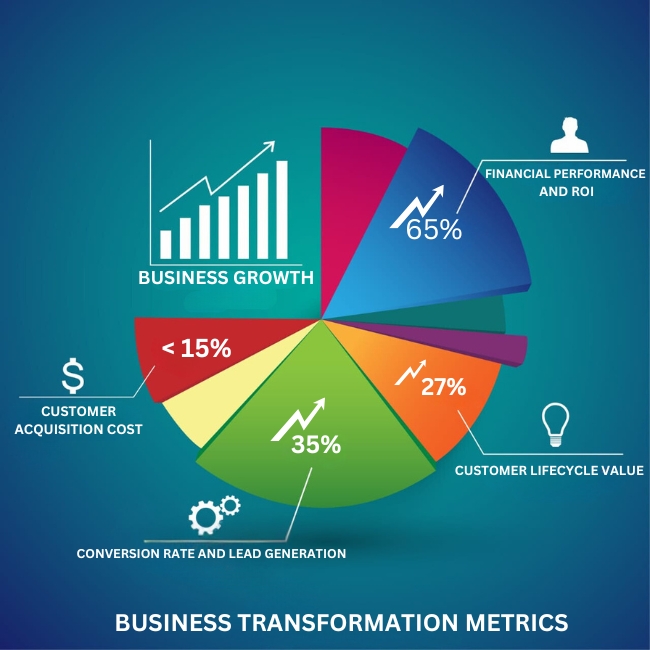 FINANCIAL PERFORMANCE
AND ROI
65%
BUSINESS GROWTH
< 15%
27%
CUSTOMER
ACQUISITION COST
35%
CUSTOMER LIFECYCLE VALUE
CONVERSION RATE AND LEAD GENERATION
BUSINESS TRANSFORMATION METRICS